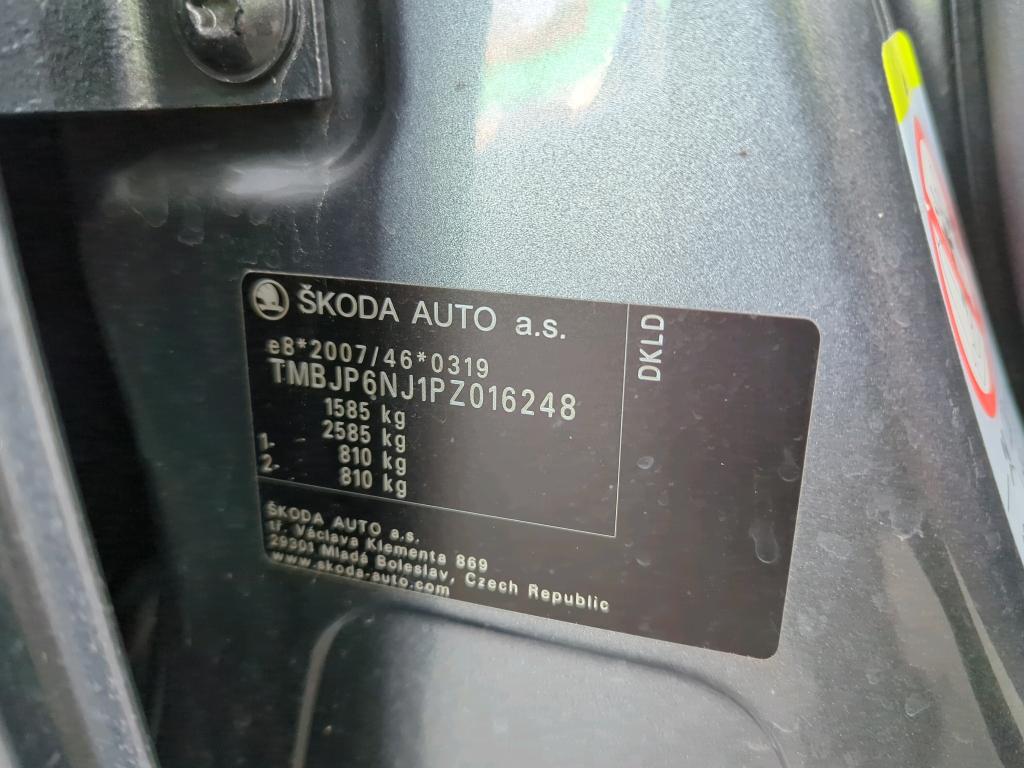 ŠKODA AUTO a.s.
e8*2007/46*0319
TMBJP6NJ1PZ016248
1585 kg
2585 kg
1- 810 kg
2- 810 kg
DKLD
ŠKODA AUTO a.s.
tř. Václava Klementa 869
29301 Mladá Boleslav, Czech Republic
www.skoda-auto.com